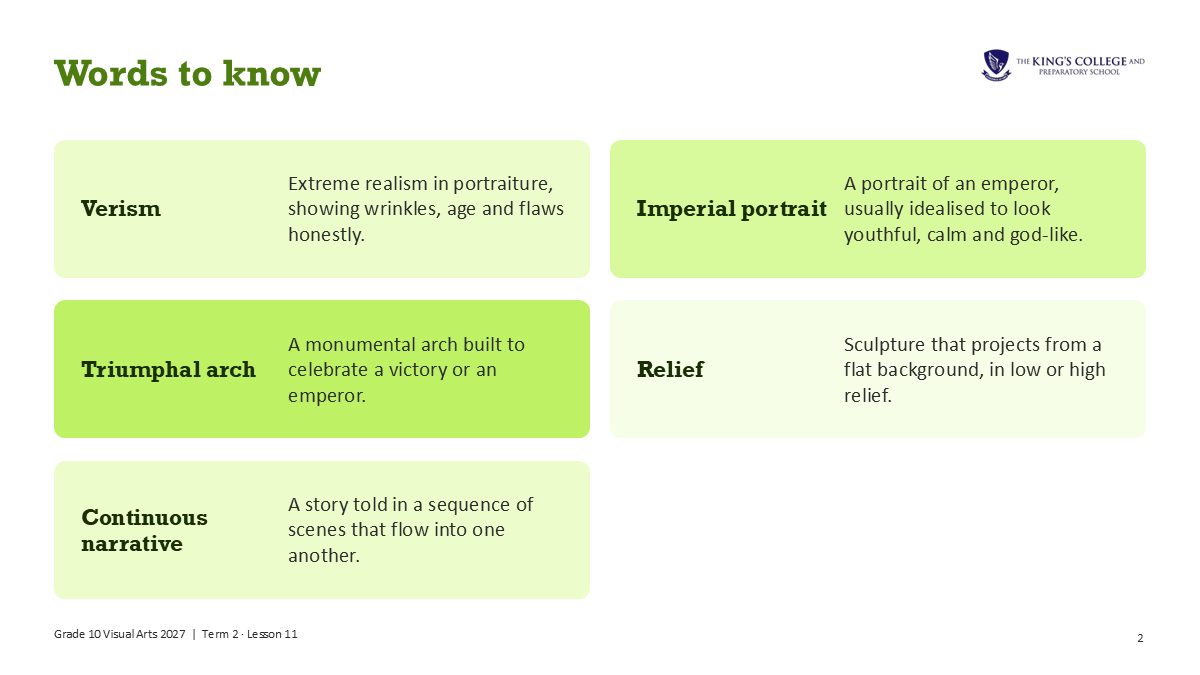 Words to know
THE KING'S COLLEGE AND
PREPARATORY SCHOOL
Verism
Extreme realism in portraiture,
showing wrinkles, age and flaws
honestly.
Imperial portrait
A portrait of an emperor,
usually idealised to look
youthful, calm and god-like.
Triumphal arch
A monumental arch built to
celebrate a victory or an
emperor.
Relief
Sculpture that projects from a
flat background, in low or high
relief.
Continuous
narrative
A story told in a sequence of
scenes that flow into one
another.
Grade 10 Visual Arts 2027 | Term 2 · Lesson 11
2